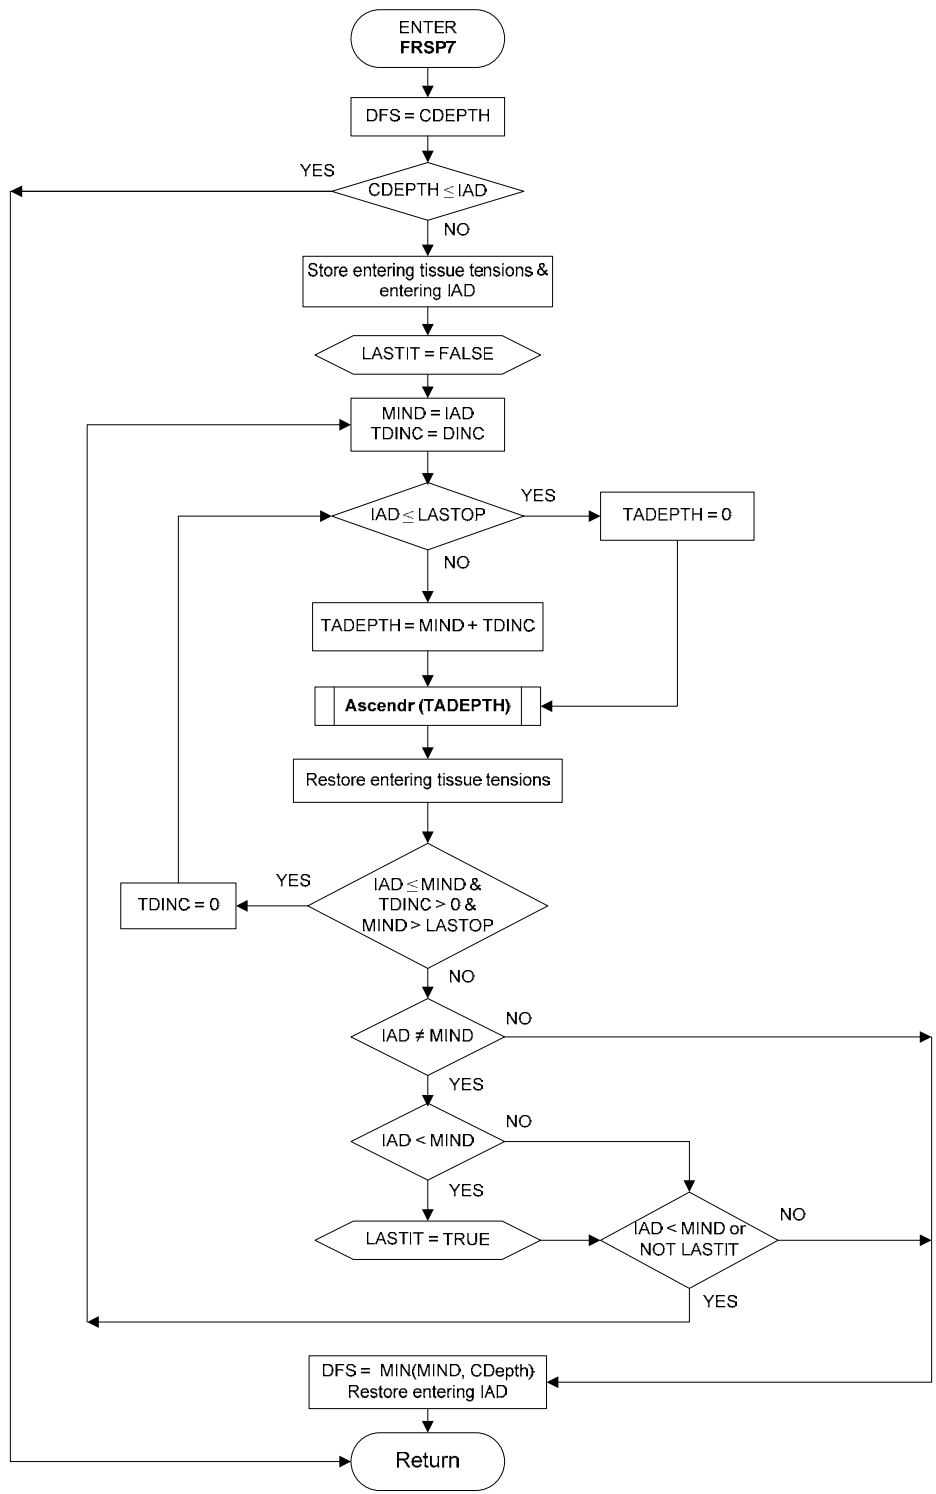 ENTER
FRSP7
DFS = CDEPTH
YES
CDEPTH ≤ IAD
NO
Store entering tissue tensions &
entering IAD
LASTIT = FALSE
MIND = IAD
TDINC = DINC
IAD ≤ LASTOP
YES
TADEPTH = 0
NO
TADEPTH = MIND + TDINC
Ascendr (TADEPTH)
Restore entering tissue tensions
YES
IAD ≤ MIND &
TDINC > 0 &
MIND > LASTOP
TDINC = 0
NO
IAD ≠ MIND
NO
YES
IAD < MIND
NO
YES
LASTIT = TRUE
IAD < MIND or
NOT LASTIT
NO
YES
DFS = MIN(MIND, CDepth)
Restore entering IAD
Return